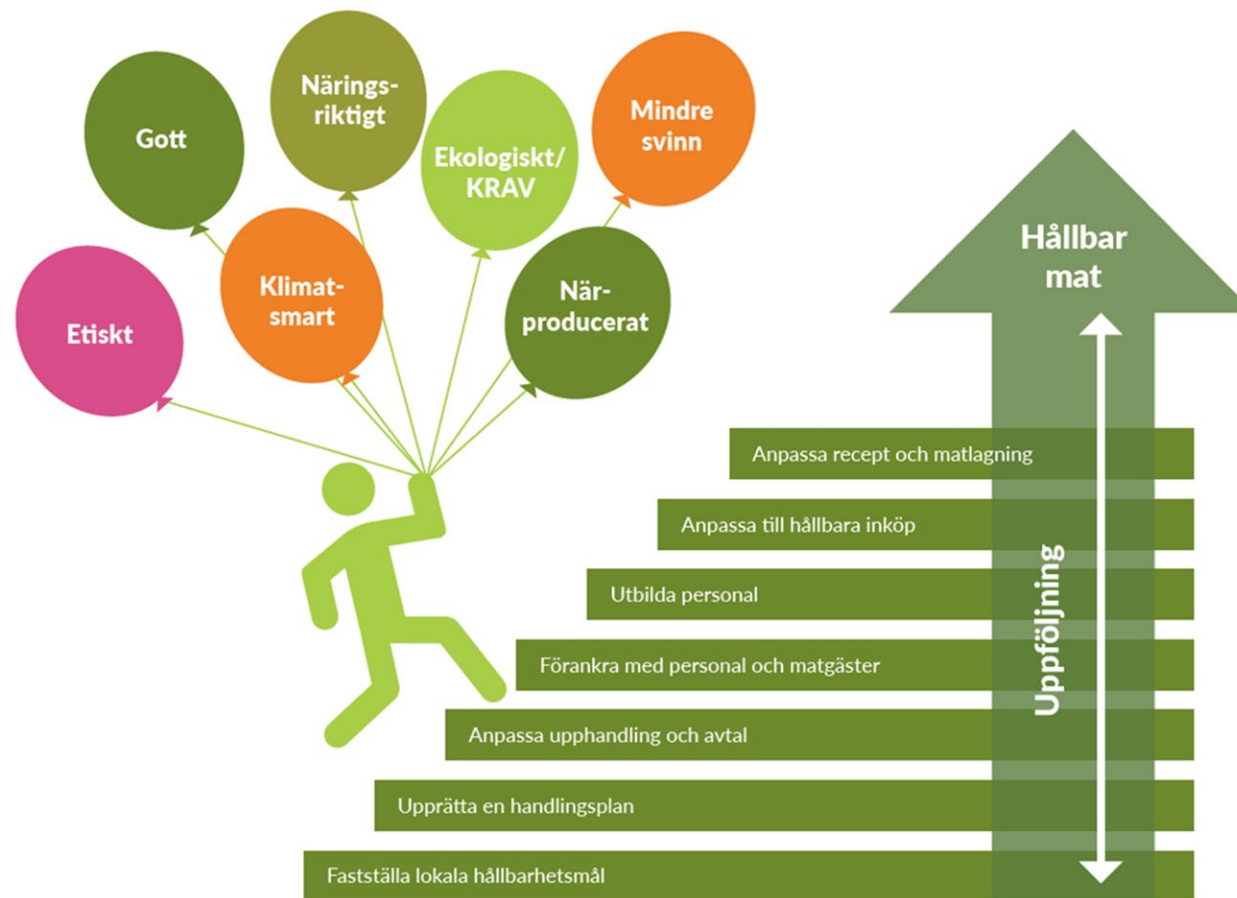 Närings-
riktigt
Gott
Mindre
svinn
Ekologiskt/
KRAV
Klimat-
smart
När-
producerat
Etiskt
Hållbar
mat
Uppföljning
Anpassa recept och matlagning
Anpassa till hållbara inköp
Utbilda personal
Förankra med personal och matgäster
Anpassa upphandling och avtal
Upprätta en handlingsplan
Fastställa lokala hållbarhetsmål